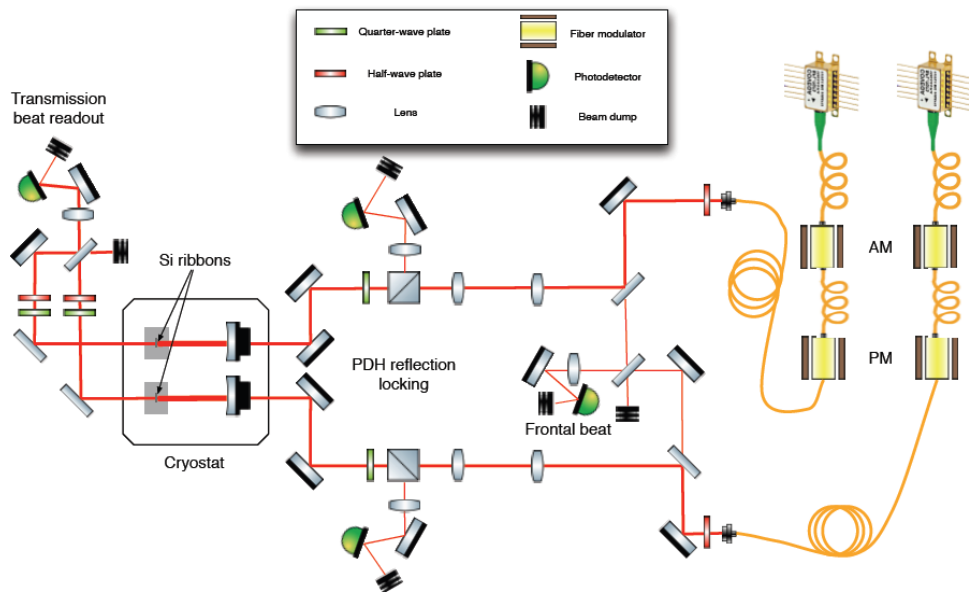 Quarter-wave plate
Fiber modulator
Half-wave plate
Photodetector
Lens
Beam dump
Transmission
beat readout
Si ribbons
AM
PDH reflection
locking
PM
Frontal beat
Cryostat